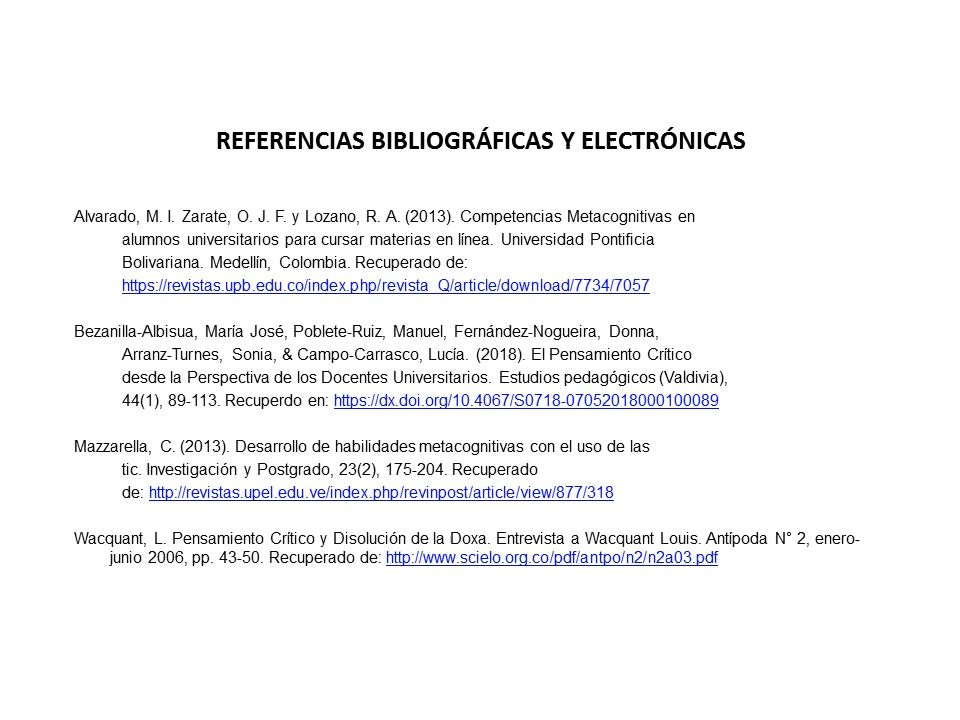 REFERENCIAS BIBLIOGRÁFICAS Y ELECTRÓNICAS
Alvarado, M. I. Zarate, O. J. F. y Lozano, R. A. (2013). Competencias Metacognitivas en
alumnos universitarios para cursar materias en línea. Universidad Pontificia
Bolivariana. Medellín, Colombia. Recuperado de:
https://revistas.upb.edu.co/index.php/revista_Q/article/download/7734/7057
Bezanilla-Albisua, María José, Poblete-Ruiz, Manuel, Fernández-Nogueira, Donna,
Arranz-Turnes, Sonia, & Campo-Carrasco, Lucía. (2018). El Pensamiento Crítico
desde la Perspectiva de los Docentes Universitarios. Estudios pedagógicos (Valdivia),
44(1), 89-113. Recuperdo en: https://dx.doi.org/10.4067/S0718-07052018000100089
Mazzarella, C. (2013). Desarrollo de habilidades metacognitivas con el uso de las
tic. Investigación y Postgrado, 23(2), 175-204. Recuperado
de: http://revistas.upel.edu.ve/index.php/revinpost/article/view/877/318
Wacquant, L. Pensamiento Crítico y Disolución de la Doxa. Entrevista a Wacquant Louis. Antípoda N° 2, enero-
junio 2006, pp. 43-50. Recuperado de: http://www.scielo.org.co/pdf/antpo/n2/n2a03.pdf